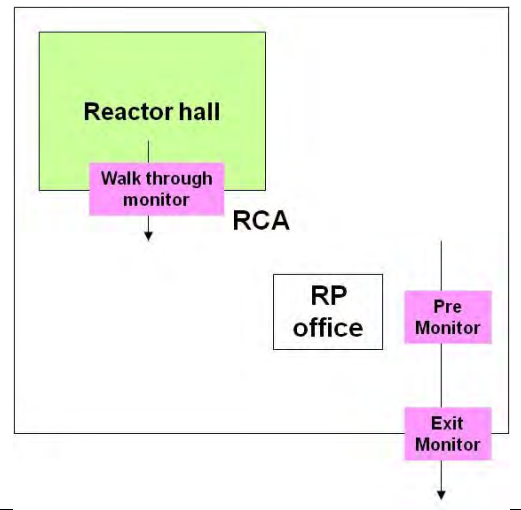 Reactor hall
Walk through
monitor
RCA
RP
office
Pre
Monitor
Exit
Monitor